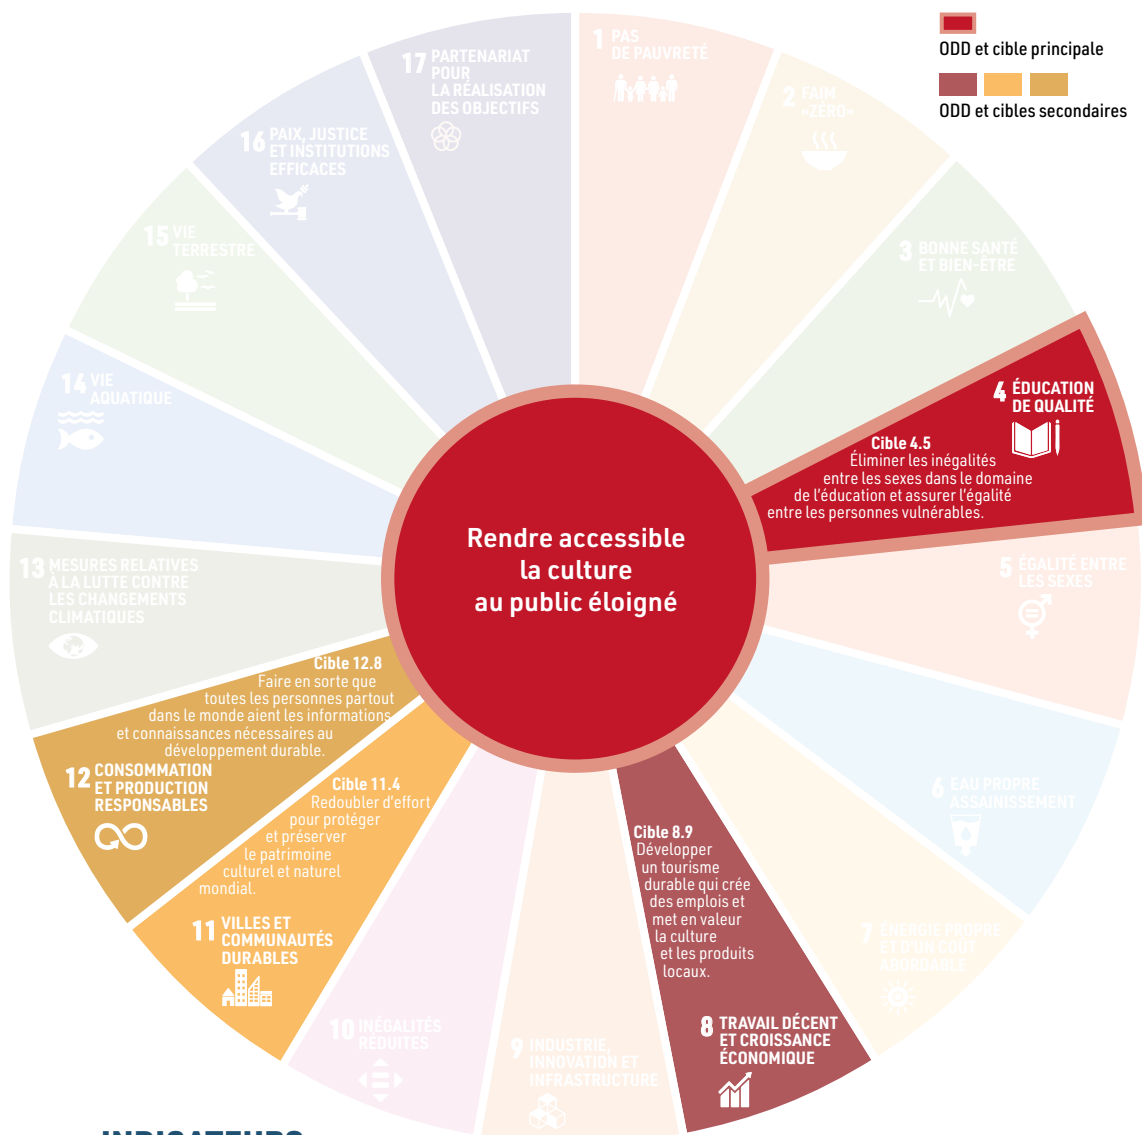 ODD et cible principale
ODD et cibles secondaires
1 PAS
DE PAUVRETÉ
2 FAIM
«ZÉRO»
3 BONNE SANTÉ
ET BIEN-ÊTRE
4 ÉDUCATION
DE QUALITÉ
Cible 4.5
Éliminer les inégalités
entre les sexes dans le domaine
de l'éducation et assurer l'égalité
entre les personnes vulnérables.
5 ÉGALITÉ ENTRE
LES SEXES
6 EAU PROPRE
ASSAINISSEMENT
7 ÉNERGIE PROPRE
ET D'UN COÛT
ABORDABLE
Cible 8.9
Développer
un tourisme
durable qui crée
des emplois et
met en valeur
la culture
et les produits
locaux.
8 TRAVAIL DÉCENT
ET CROISSANCE
ÉCONOMIQUE
9 INDUSTRIE,
INNOVATION ET
INFRASTRUCTURE
10 INÉGALITÉS
RÉDUITES
Cible 11.4
Redoubler d'effort
pour protéger
et préserver
le patrimoine
culturel et naturel
mondial.
11 VILLES ET
COMMUNAUTÉS
DURABLES
Cible 12.8
Faire en sorte que
toutes les personnes partout
dans le monde aient les informations
et connaissances nécessaires au
développement durable.
12 CONSOMMATION
ET PRODUCTION
RESPONSABLES
13 MESURES RELATIVES
À LA LUTTE CONTRE
LES CHANGEMENTS
CLIMATIQUES
14 VIE
AQUATIQUE
15 VIE
TERRESTRE
16 PAIX, JUSTICE
ET INSTITUTIONS
EFFICACES
17 PARTENARIAT
POUR
LA RÉALISATION
DES OBJECTIFS
Rendre accessible
la culture
au public éloigné
INDICATEURS